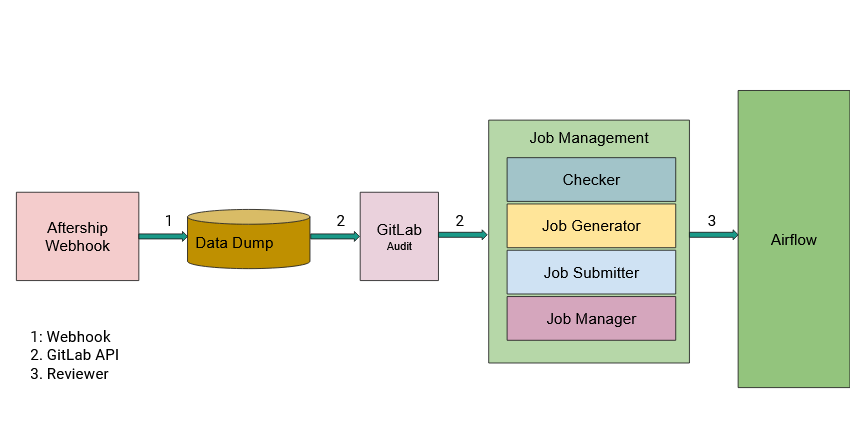 Job Management
Checker
Aftership
Webhook
1
Data Dump
2
GitLab
Audit
2
Job Generator
Job Submitter
Job Manager
3
Airflow
1: Webhook
2. GitLab API
3. Reviewer